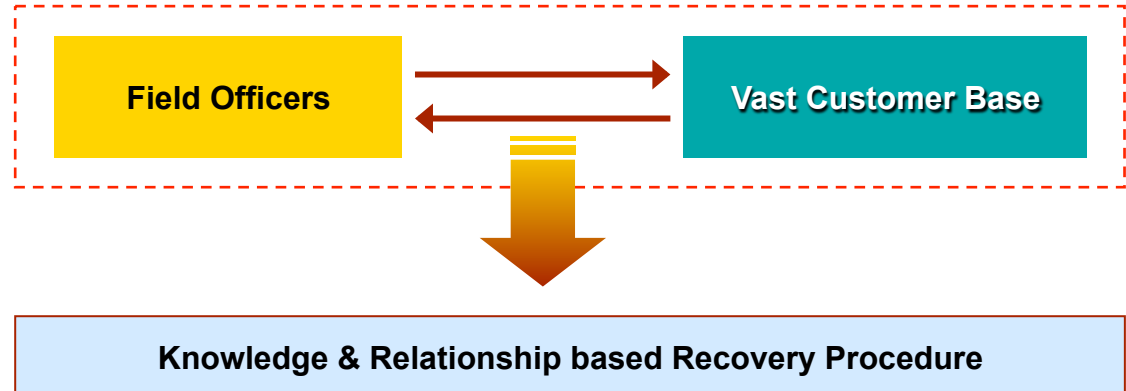 Field Officers
Vast Customer Base
Knowledge & Relationship based Recovery Procedure